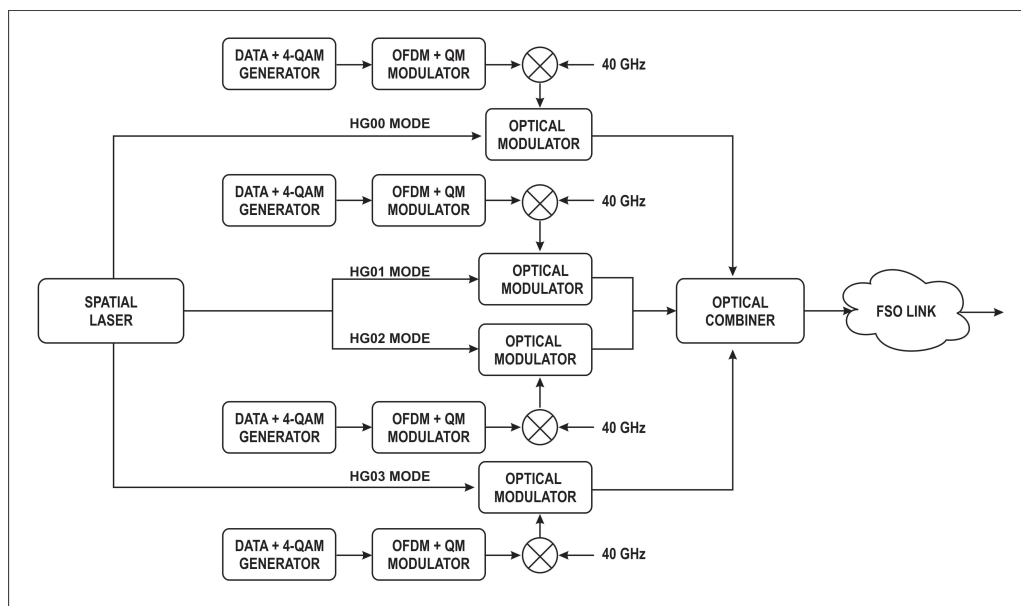 DATA + 4-QAM
GENERATOR
OFDM + QM
MODULATOR
40 GHz
HG00 MODE
OPTICAL
MODULATOR
DATA + 4-QAM
GENERATOR
OFDM + QM
MODULATOR
40 GHz
SPATIAL
LASER
HG01 MODE
OPTICAL
MODULATOR
HG02 MODE
OPTICAL
MODULATOR
OPTICAL
COMBINER
FSO LINK
DATA + 4-QAM
GENERATOR
OFDM + QM
MODULATOR
40 GHz
HG03 MODE
OPTICAL
MODULATOR
DATA + 4-QAM
GENERATOR
OFDM + QM
MODULATOR
40 GHz